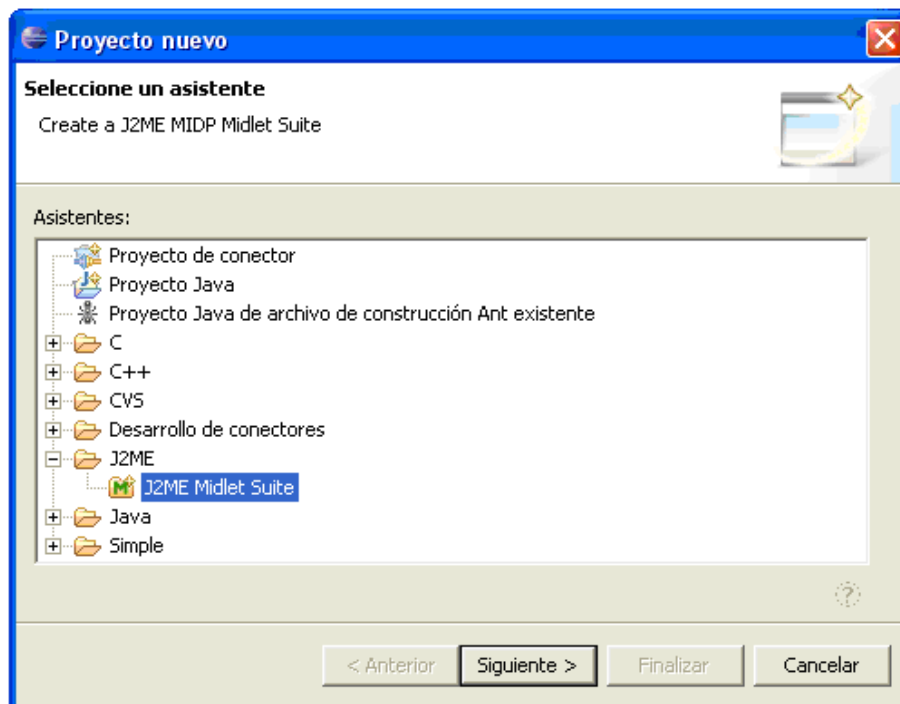 Proyecto nuevo
Seleccione un asistente
Create a J2ME MIDP Midlet Suite
Asistentes:
Proyecto de conector
Proyecto Java
Proyecto Java de archivo de construcción Ant existente
C
C++
CVS
Desarrollo de conectores
J2ME
J2ME Midlet Suite
Java
Simple
< Anterior Siguiente > Finalizar Cancelar